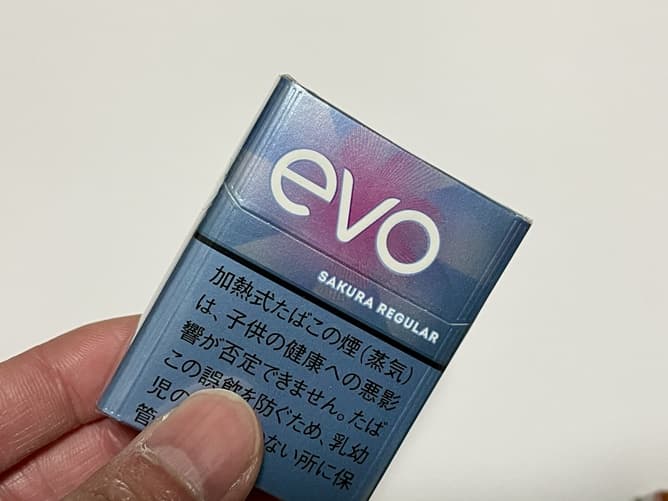 evo
SAKURA REGULAR
加熱式たばこの煙(蒸気)
は、子供の健康への悪影
響が否定できません。たば
この誤飲を防ぐため、乳幼
児の
ない所に保
管